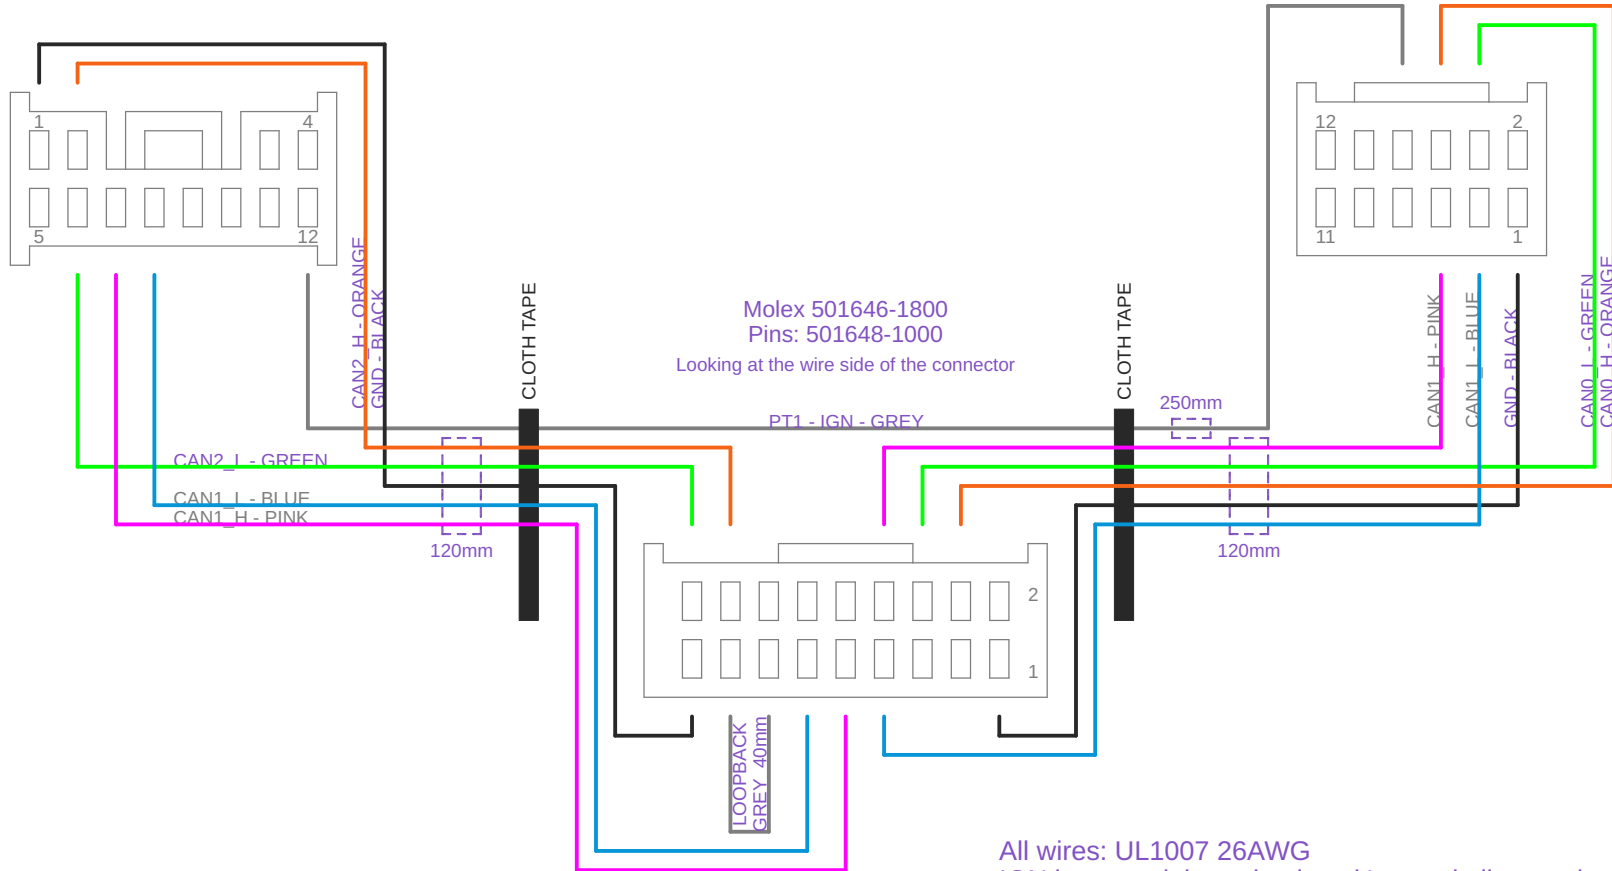 1
4
5
12
12
2
11
1
CAN2_H - ORANGE
GND - BLACK
CLOTH TAPE
Molex 501646-1800
Pins: 501648-1000
Looking at the wire side of the connector
CLOTH TAPE
CAN1_H - PINK
CAN1_L - BLUE
GND - BLACK
CAN0_L - GREEN
CAN0_H - ORANGE
250mm
PT1 - IGN - GREY
CAN2_L - GREEN
CAN1_L - BLUE
CAN1_H - PINK
120mm
120mm
2
1
LOOPBACK
GREY 40mm
All wires: UL1007 26AWG